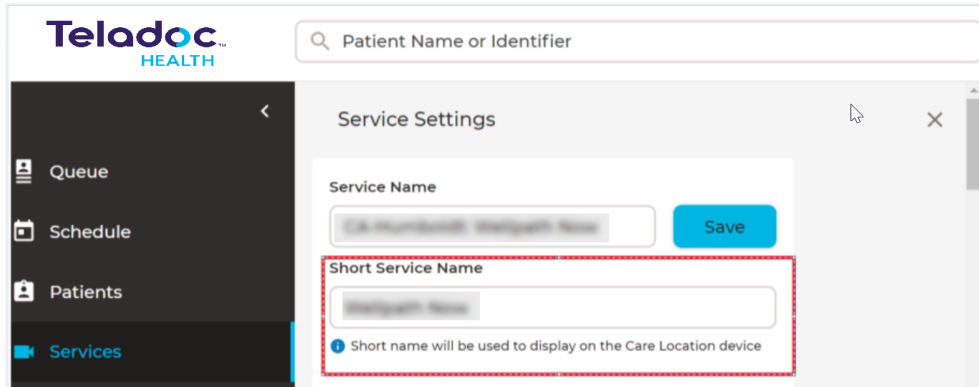 Teladoc™
HEALTH
Patient Name or Identifier
Service Settings
Queue
Service Name
Schedule
Save
Short Service Name
Patients
Services
Short name will be used to display on the Care Location device